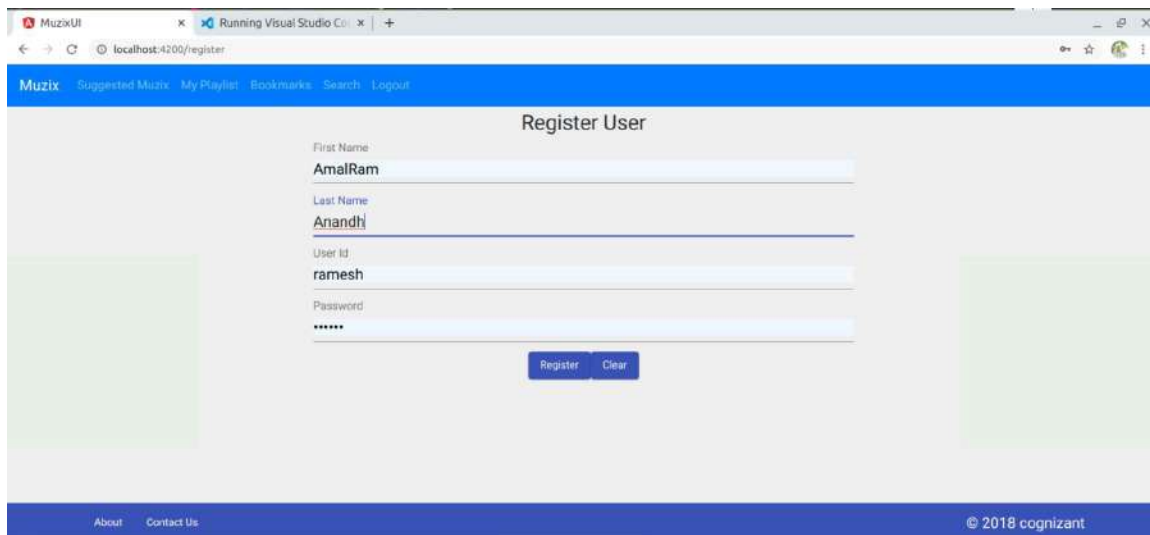 MuzixUI
Running Visual Studio Co
localhost:4200/register
Muzix Suggested Muzix My Playlist Bookmarks Search Logout
Register User
First Name
AmalRam
Last Name
Anandh
User Id
ramesh
Password
••••••
Register Clear
About Contact Us © 2018 cognizant